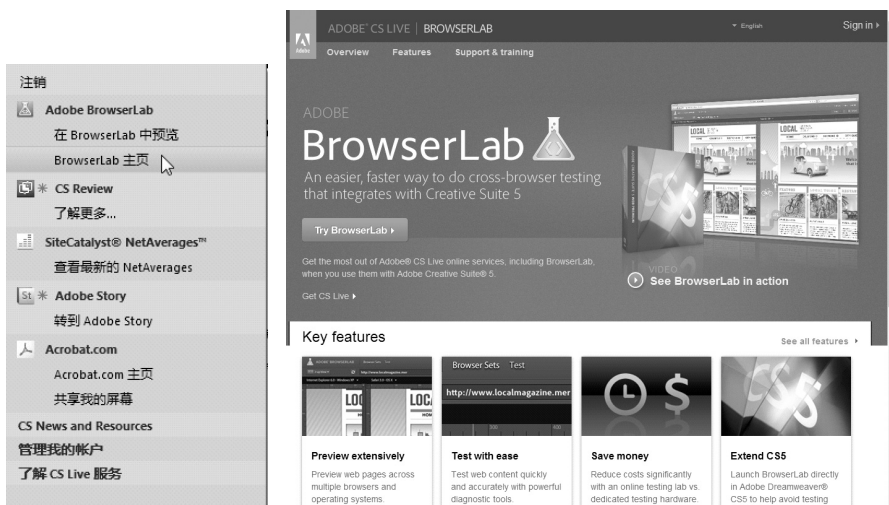 注销
Adobe BrowserLab
在 BrowserLab 中预览
BrowserLab 主页
CS Review
了解更多...
SiteCatalyst® NetAverages™
查看最新的 NetAverages
St Adobe Story
转到 Adobe Story
Acrobat.com
Acrobat.com 主页
共享我的屏幕
CS News and Resources
管理我的帐户
了解 CS Live 服务
Adobe
ADOBE® CS LIVE | BROWSERLAB
English
Sign in
Overview Features Support & training
ADOBE
BrowserLab
An easier, faster way to do cross-browser testing
that integrates with Creative Suite 5
Try BrowserLab
Get the most out of Adobe® CS Live online services, including BrowserLab,
when you use them with Adobe Creative Suite® 5.
Get CS Live
LOCAL
LOCAL
CS5
VIDEO
See BrowserLab in action
Key features
See all features
LOC
LOC
Browser Sets Test
http://www.localmagazine.mer
CS5
Preview extensively
Preview web pages across
multiple browsers and
operating systems.
Test with ease
Test web content quickly
and accurately with powerful
diagnostic tools.
Save money
Reduce costs significantly
with an online testing lab vs.
dedicated testing hardware.
Extend CS5
Launch BrowserLab directly
in Adobe Dreamweaver®
CS5 to help avoid testing